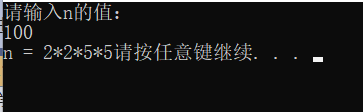 请输入n的值：
100
n = 2*2*5*5请按任意键继续. . .